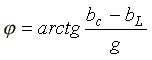 φ = arctg (b_c − b_L) / g